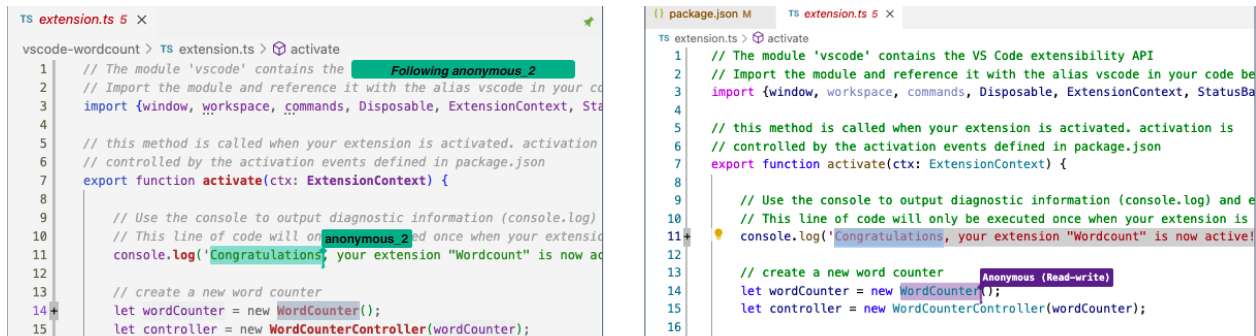 TS extension.ts 5 ×
vscode-wordcount > TS extension.ts > activate
1 // The module 'vscode' contains the
Following anonymous_2
2 // Import the module and reference it with the alias vscode in your co
3 import {window, workspace, commands, Disposable, ExtensionContext, Sta
4
5 // this method is called when your extension is activated. activation
6 // controlled by the activation events defined in package.json
7 export function activate(ctx: ExtensionContext) {
8
9 // Use the console to output diagnostic information (console.log)
10 // This line of code will on ed once when your extensio
anonymous_2
11 console.log('Congratulations, your extension "Wordcount" is now ac
12
13 // create a new word counter
14 + let wordCounter = new WordCounter();
15 let controller = new WordCounterController(wordCounter);
{} package.json M TS extension.ts 5 ×
TS extension.ts > activate
1 // The module 'vscode' contains the VS Code extensibility API
2 // Import the module and reference it with the alias vscode in your code be
3 import {window, workspace, commands, Disposable, ExtensionContext, StatusBa
4
5 // this method is called when your extension is activated. activation is
6 // controlled by the activation events defined in package.json
7 export function activate(ctx: ExtensionContext) {
8
9 // Use the console to output diagnostic information (console.log) and e
10 // This line of code will only be executed once when your extension is
11 + console.log('Congratulations, your extension "Wordcount" is now active!
12
13 // create a new word counter
Anonymous (Read-write)
14 let wordCounter = new WordCounter();
15 let controller = new WordCounterController(wordCounter);
16